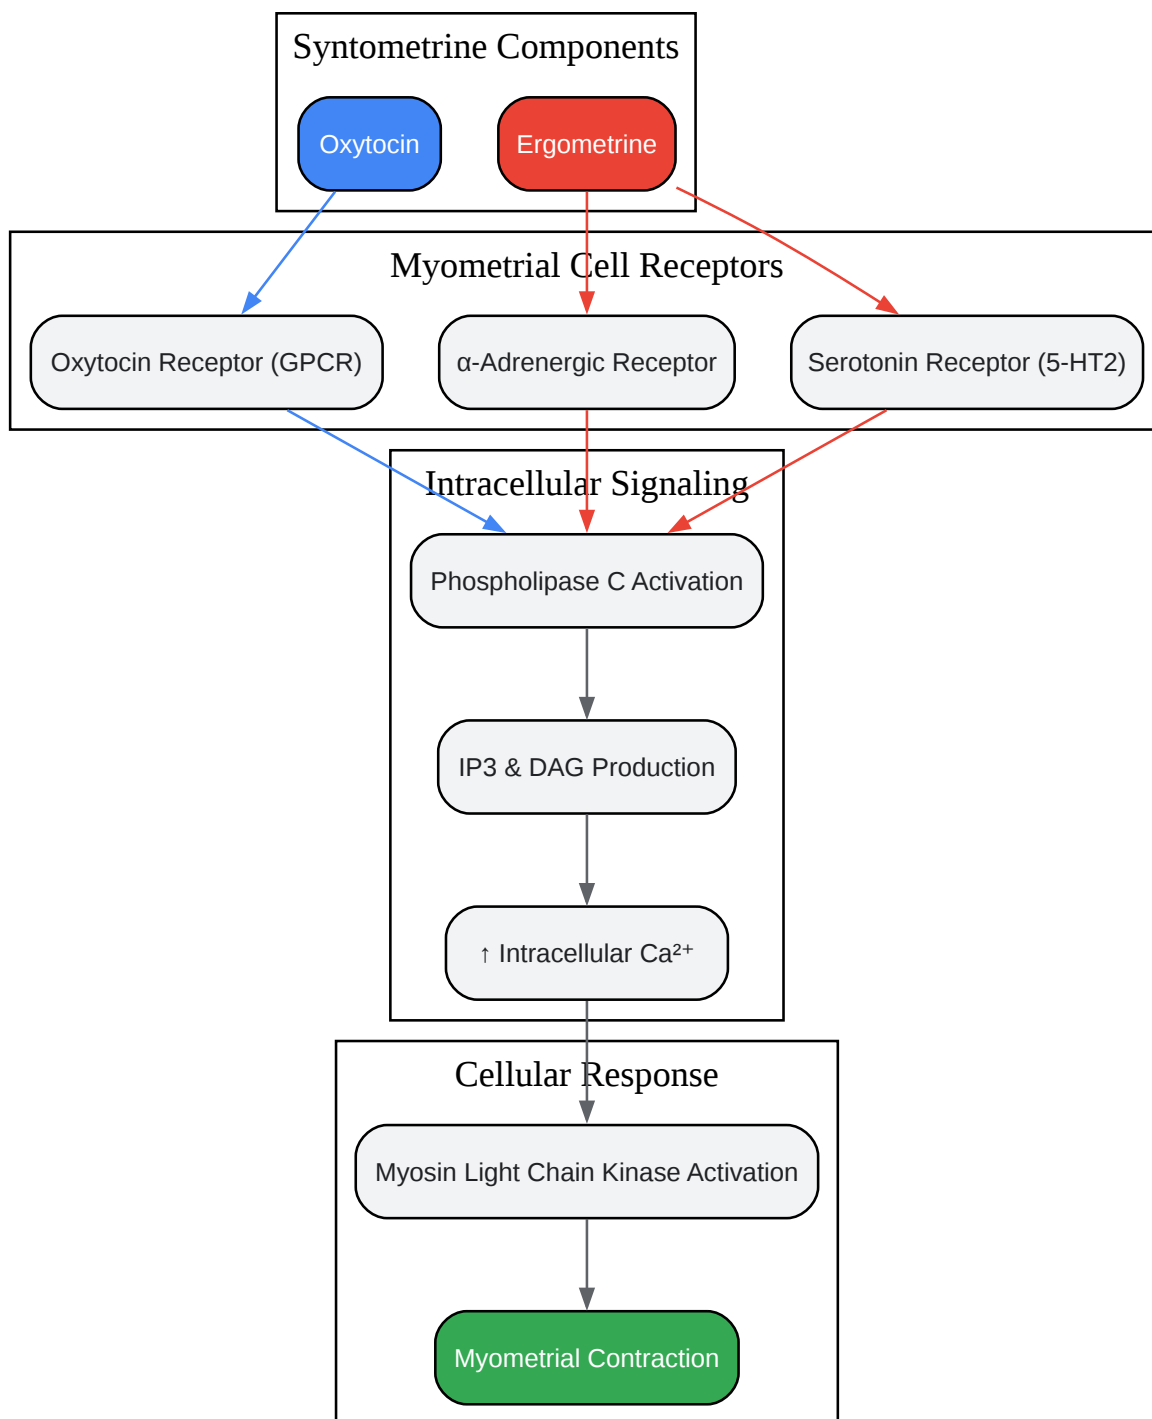 Syntometrine Components
Oxytocin
Ergometrine
Myometrial Cell Receptors
Oxytocin Receptor (GPCR)
α-Adrenergic Receptor
Serotonin Receptor (5-HT2)
Intracellular Signaling
Phospholipase C Activation
IP3 & DAG Production
↑ Intracellular Ca²⁺
Cellular Response
Myosin Light Chain Kinase Activation
Myometrial Contraction